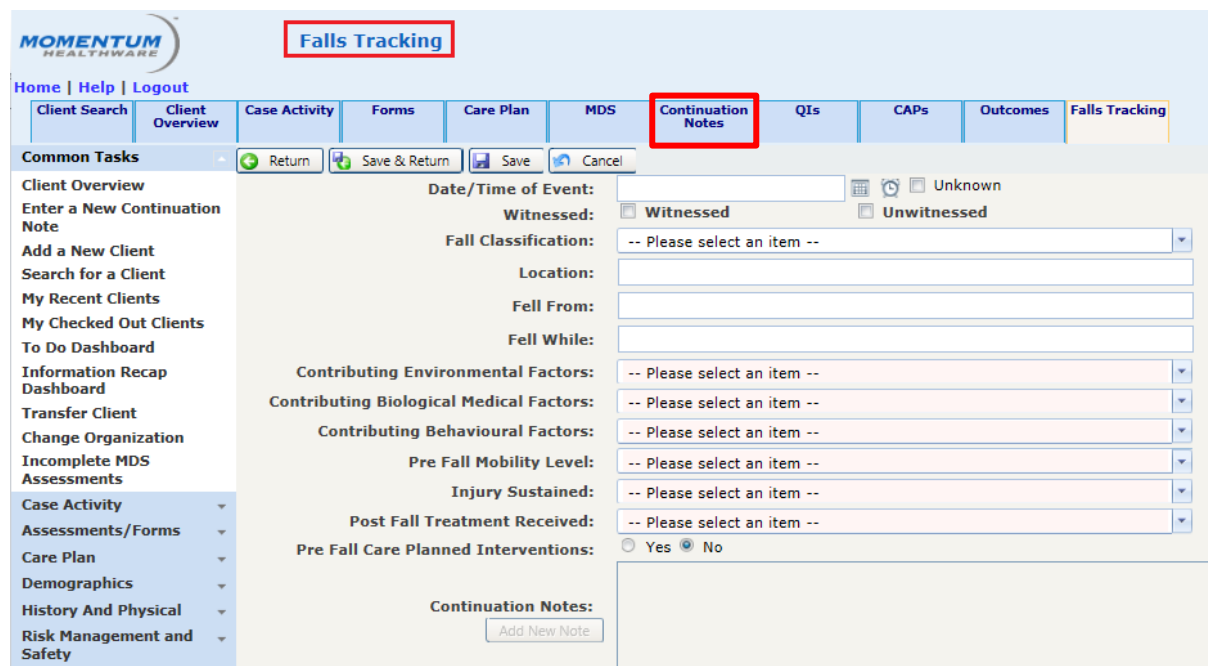 MOMENTUM
HEALTHWARE
Falls Tracking
Home | Help | Logout
Client Search
Client
Overview
Case Activity
Forms
Care Plan
MDS
Continuation
Notes
QIs
CAPs
Outcomes
Falls Tracking
Common Tasks
Return
Save & Return
Save
Cancel
Client Overview
Enter a New Continuation
Note
Add a New Client
Search for a Client
My Recent Clients
My Checked Out Clients
To Do Dashboard
Information Recap
Dashboard
Transfer Client
Change Organization
Incomplete MDS
Assessments
Case Activity
Assessments/Forms
Care Plan
Demographics
History And Physical
Risk Management and
Safety
Date/Time of Event: Unknown
Witnessed: Witnessed Unwitnessed
Fall Classification: -- Please select an item --
Location:
Fell From:
Fell While:
Contributing Environmental Factors: -- Please select an item --
Contributing Biological Medical Factors: -- Please select an item --
Contributing Behavioural Factors: -- Please select an item --
Pre Fall Mobility Level: -- Please select an item --
Injury Sustained: -- Please select an item --
Post Fall Treatment Received: -- Please select an item --
Pre Fall Care Planned Interventions: Yes No
Continuation Notes:
Add New Note